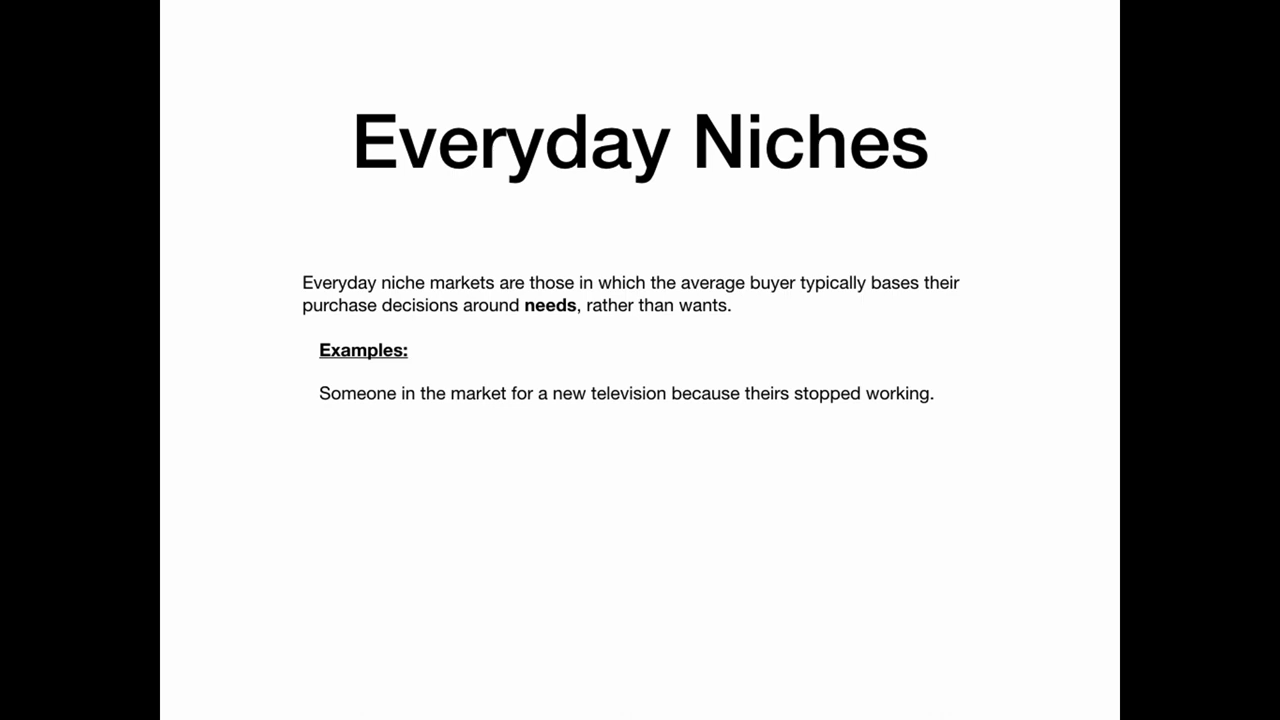 Everyday Niches
Everyday niche markets are those in which the average buyer typically bases their
purchase decisions around needs, rather than wants.
Examples:
Someone in the market for a new television because theirs stopped working.